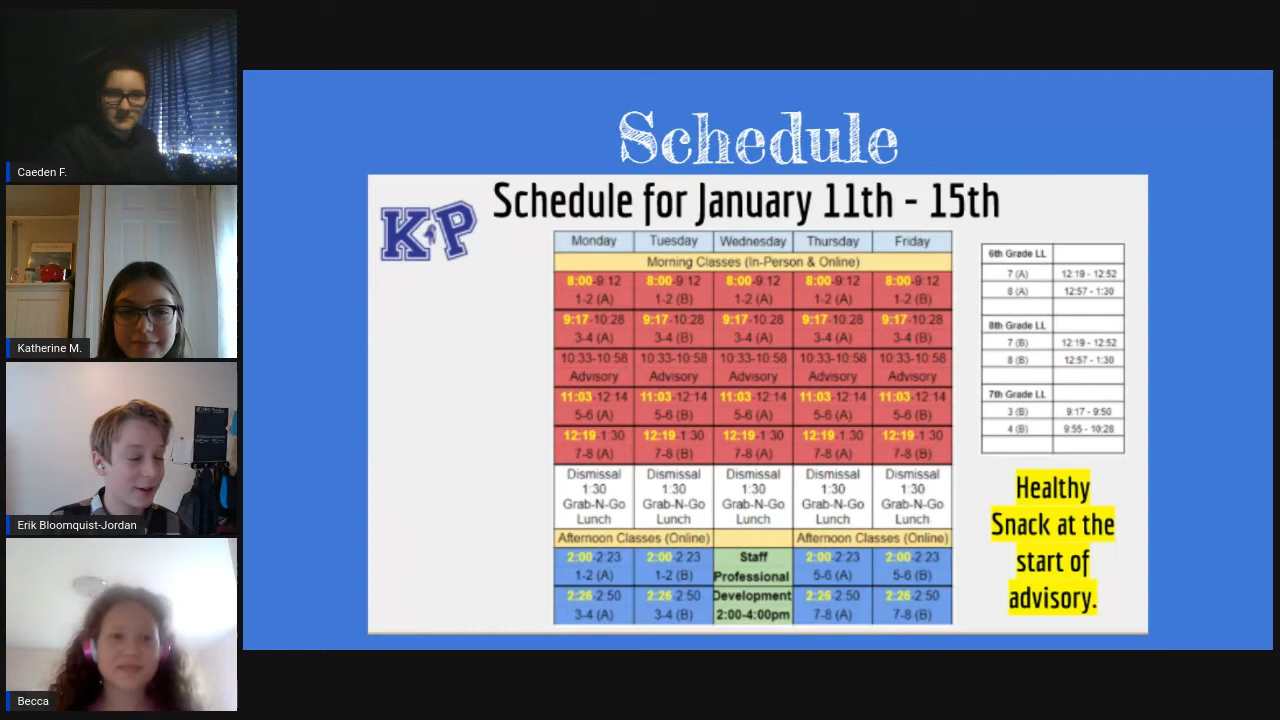 Caeden F.
Katherine M.
Erik Bloomquist-Jordan
Becca
Schedule
KP
Schedule for January 11th - 15th
Monday Tuesday Wednesday Thursday Friday
Morning Classes (In-Person & Online)
8:00-9:12 8:00-9:12 8:00-9:12 8:00-9:12 8:00-9:12
1-2 (A) 1-2 (B) 1-2 (A) 1-2 (A) 1-2 (B)
9:17-10:28 9:17-10:28 9:17-10:28 9:17-10:28 9:17-10:28
3-4 (A) 3-4 (B) 3-4 (A) 3-4 (A) 3-4 (B)
10:33-10:58 10:33-10:58 10:33-10:58 10:33-10:58 10:33-10:58
Advisory Advisory Advisory Advisory Advisory
11:03-12:14 11:03-12:14 11:03-12:14 11:03-12:14 11:03-12:14
5-6 (A) 5-6 (B) 5-6 (A) 5-6 (A) 5-6 (B)
12:19-1:30 12:19-1:30 12:19-1:30 12:19-1:30 12:19-1:30
7-8 (A) 7-8 (B) 7-8 (A) 7-8 (A) 7-8 (B)
Dismissal Dismissal Dismissal Dismissal Dismissal
1:30 1:30 1:30 1:30 1:30
Grab-N-Go Grab-N-Go Grab-N-Go Grab-N-Go Grab-N-Go
Lunch Lunch Lunch Lunch Lunch
Afternoon Classes (Online) Afternoon Classes (Online)
2:00-2:23 2:00-2:23 Staff 2:00-2:23 2:00-2:23
1-2 (A) 1-2 (B) Professional 5-6 (A) 5-6 (B)
2:26-2:50 2:26-2:50 Development 2:26-2:50 2:26-2:50
3-4 (A) 3-4 (B) 2:00-4:00pm 7-8 (A) 7-8 (B)
6th Grade LL
7 (A) 12:19 - 12:52
8 (A) 12:57 - 1:30
8th Grade LL
7 (B) 12:19 - 12:52
8 (B) 12:57 - 1:30
7th Grade LL
3 (B) 9:17 - 9:50
4 (B) 9:55 - 10:28
Healthy
Snack at the
start of
advisory.